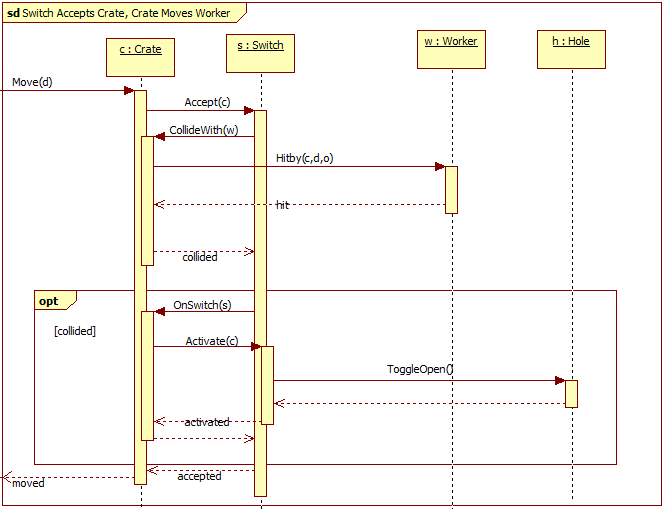 sd Switch Accepts Crate, Crate Moves Worker
c : Crate
s : Switch
w : Worker
h : Hole
Move(d)
Accept(c)
CollideWith(w)
Hitby(c,d,o)
hit
collided
opt
OnSwitch(s)
[collided]
Activate(c)
ToggleOpen()
activated
accepted
moved